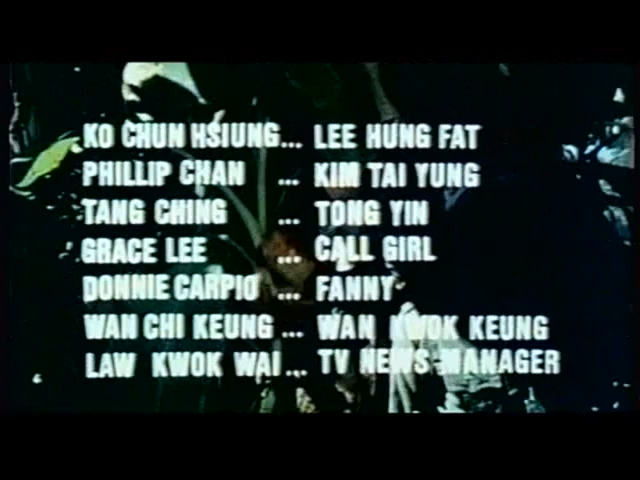 KO CHUN HSIUNG... LEE HUNG FAT
PHILLIP CHAN ... KIM TAI YUNG
TANG CHING ... TONG YIN
GRACE LEE ... CALL GIRL
DONNIE CARPIO ... FANNY
WAN CHI KEUNG ... WAN KWOK KEUNG
LAW KWOK WAI... TV NEWS MANAGER